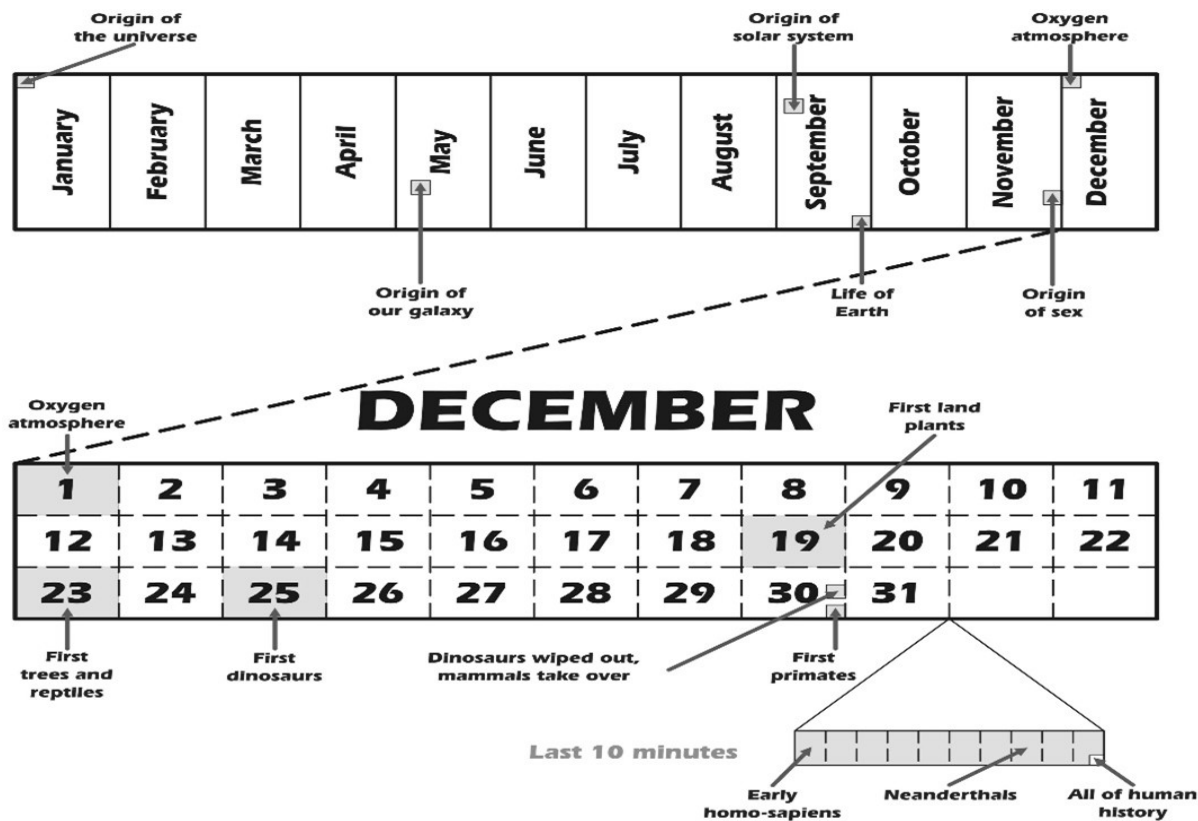 Origin of
the universe
Origin of
solar system
Oxygen
atmosphere
January
February
March
April
May
June
July
August
September
October
November
December
Origin of
our galaxy
Life of
Earth
Origin
of sex
DECEMBER
Oxygen
atmosphere
First land
plants
1 2 3 4 5 6 7 8 9 10 11
12 13 14 15 16 17 18 19 20 21 22
23 24 25 26 27 28 29 30 31
First
trees and
reptiles
First
dinosaurs
Dinosaurs wiped out,
mammals take over
First
primates
Last 10 minutes
Early
homo-sapiens
Neanderthals
All of human
history